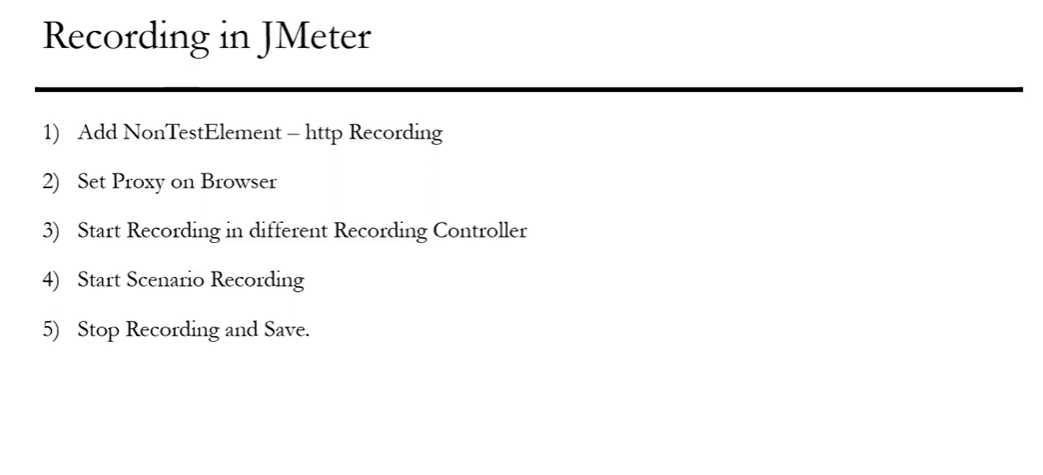 Recording in JMeter
1) Add NonTestElement – http Recording
2) Set Proxy on Browser
3) Start Recording in different Recording Controller
4) Start Scenario Recording
5) Stop Recording and Save.